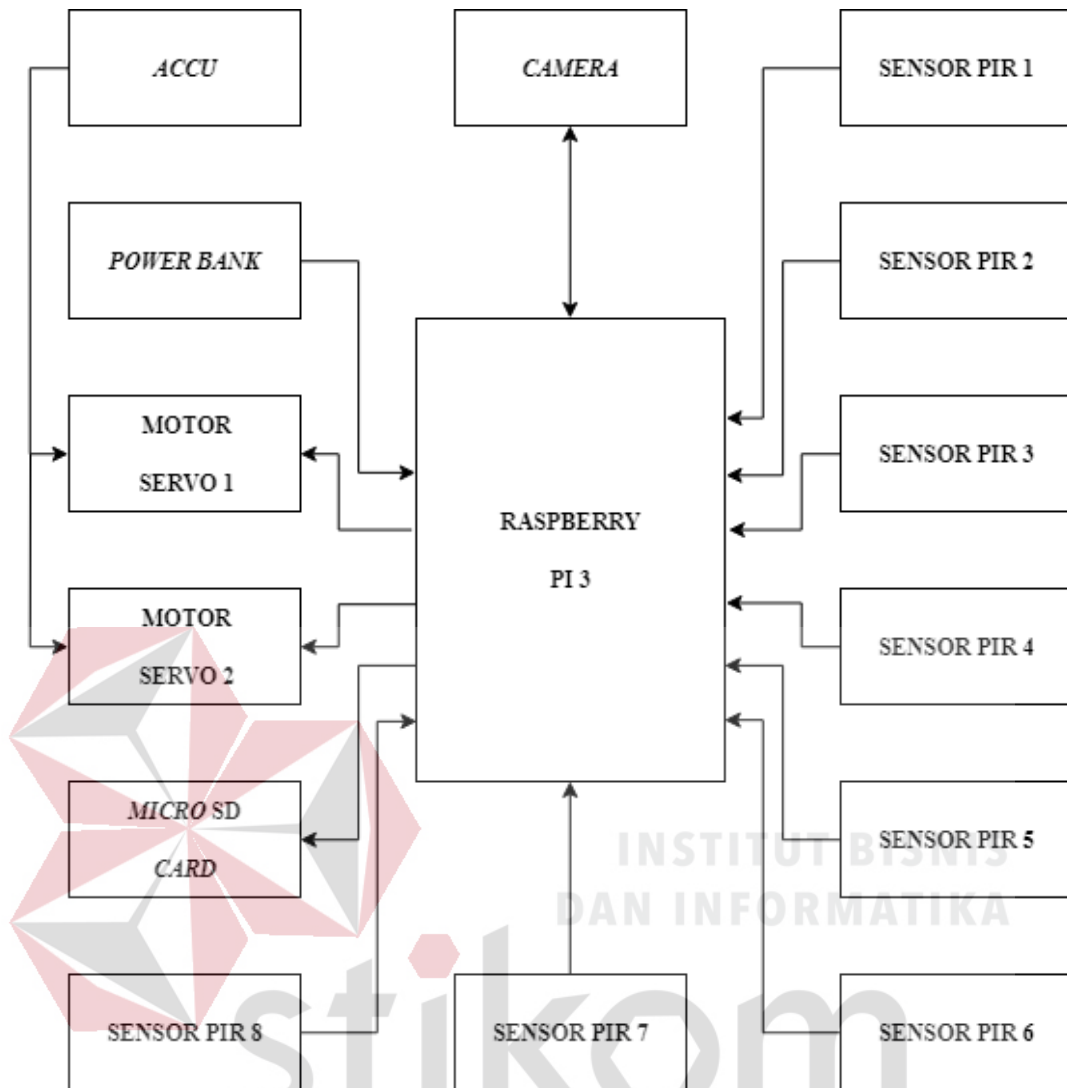 ACCU
CAMERA
SENSOR PIR 1
POWER BANK
SENSOR PIR 2
MOTOR
SERVO 1
SENSOR PIR 3
RASPBERRY
PI 3
MOTOR
SERVO 2
SENSOR PIR 4
MICRO SD
CARD
SENSOR PIR 5
INSTITUT BISNIS
DAN INFORMATIKA
SENSOR PIR 8
SENSOR PIR 7
SENSOR PIR 6
stikom